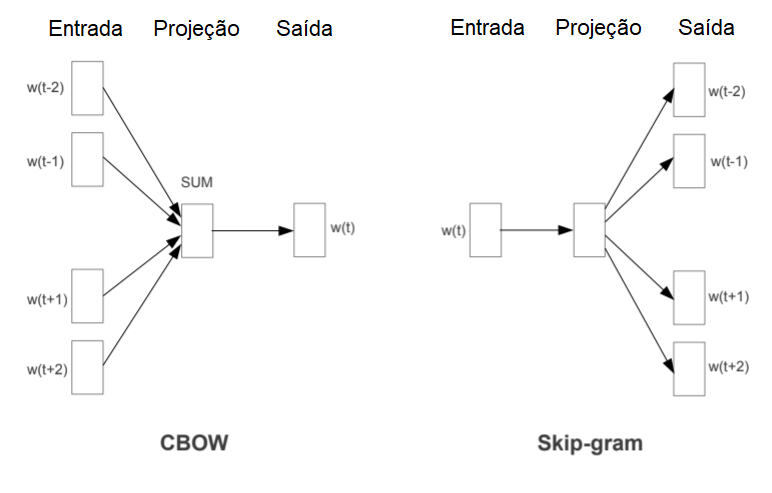 Entrada Projeção Saída
w(t-2)
w(t-1)
SUM
w(t)
w(t+1)
w(t+2)
CBOW
Entrada Projeção Saída
w(t-2)
w(t-1)
w(t)
w(t+1)
w(t+2)
Skip-gram